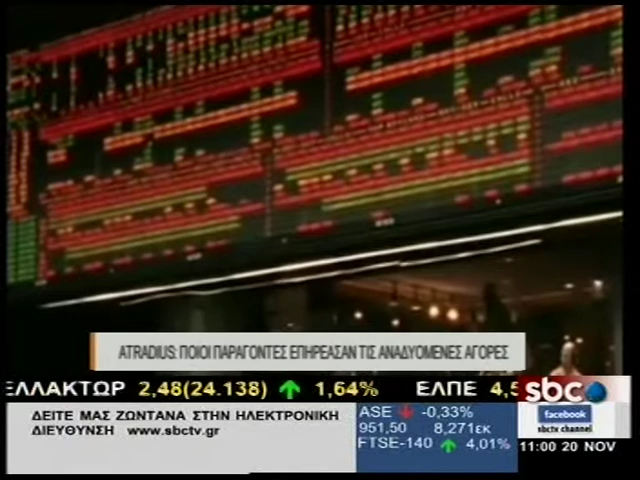 ATRADIUS: ΠΟΙΟΙ ΠΑΡΑΓΟΝΤΕΣ ΕΠΗΡΕΑΣΑΝ ΤΙΣ ΑΝΑΔΥΟΜΕΝΕΣ ΑΓΟΡΕΣ
ΕΛΛΑΚΤΩΡ 2,48(24.138) 1,64% ΕΛΠΕ 4,5
sbc
ΔΕΙΤΕ ΜΑΣ ΖΩΝΤΑΝΑ ΣΤΗΝ ΗΛΕΚΤΡΟΝΙΚΗ
ΔΙΕΥΘΥΝΣΗ www.sbctv.gr
ASE -0,33%
951,50 8,271εκ
FTSE-140 4,01%
facebook
sbctv channel
11:00 20 NOV